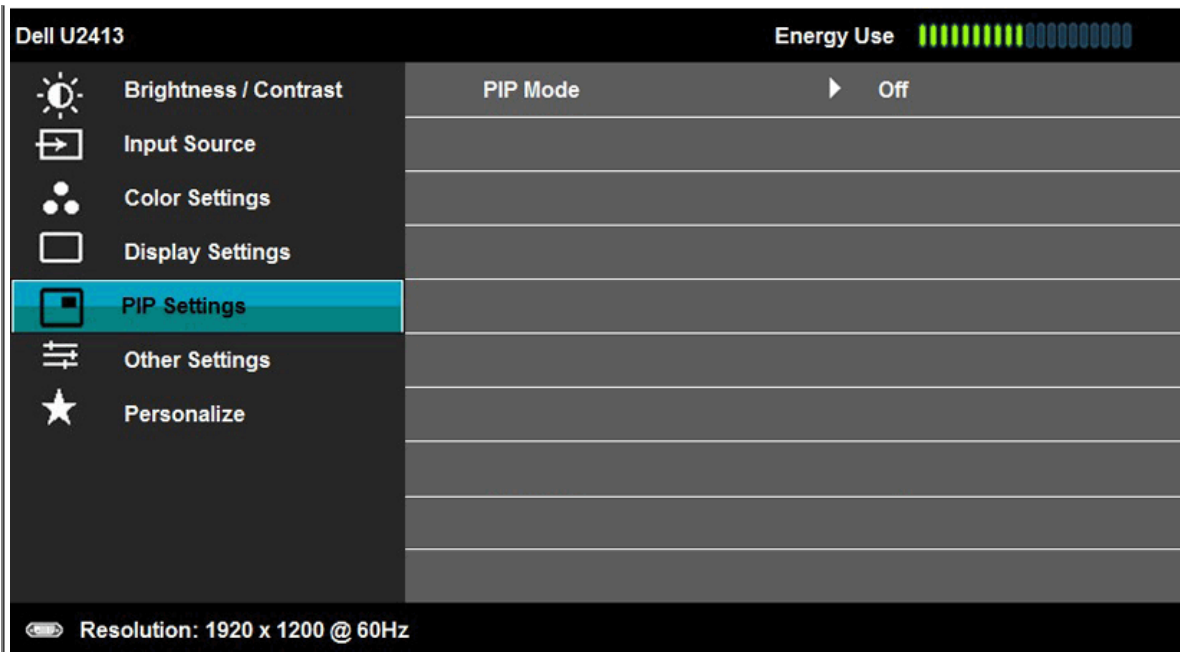 Dell U2413 Energy Use
Brightness / Contrast PIP Mode Off
Input Source
Color Settings
Display Settings
PIP Settings
Other Settings
Personalize
Resolution: 1920 x 1200 @ 60Hz